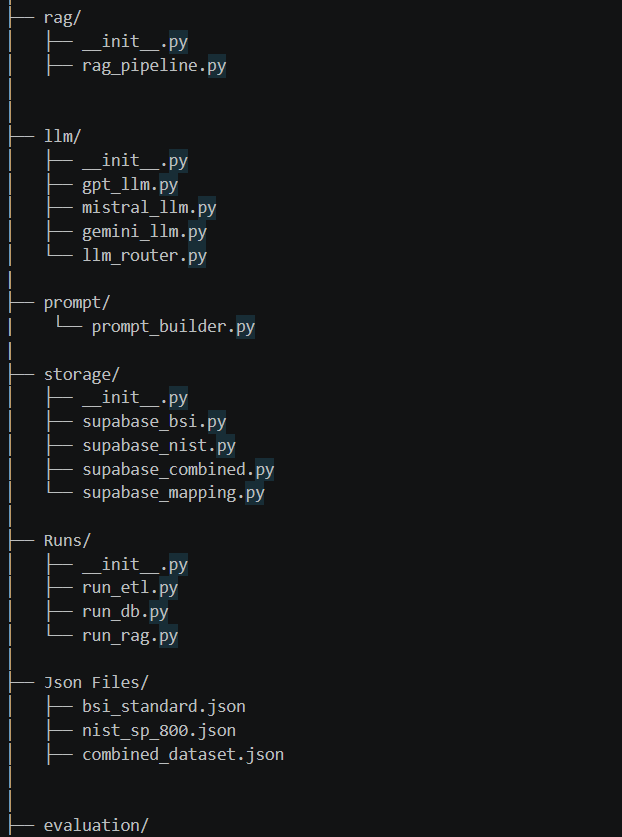 ├── rag/
│   ├── __init__.py
│   ├── rag_pipeline.py
│
│
├── llm/
│   ├── __init__.py
│   ├── gpt_llm.py
│   ├── mistral_llm.py
│   ├── gemini_llm.py
│   └── llm_router.py
|
├── prompt/
|    └── prompt_builder.py
|
├── storage/
│   ├── __init__.py
│   ├── supabase_bsi.py
│   ├── supabase_nist.py
│   ├── supabase_combined.py
│   └── supabase_mapping.py
│
├── Runs/
│   ├── __init__.py
│   ├── run_etl.py
│   ├── run_db.py
│   └── run_rag.py
│
├── Json Files/
│   ├── bsi_standard.json
│   ├── nist_sp_800.json
│   ├── combined_dataset.json
│
│
├── evaluation/